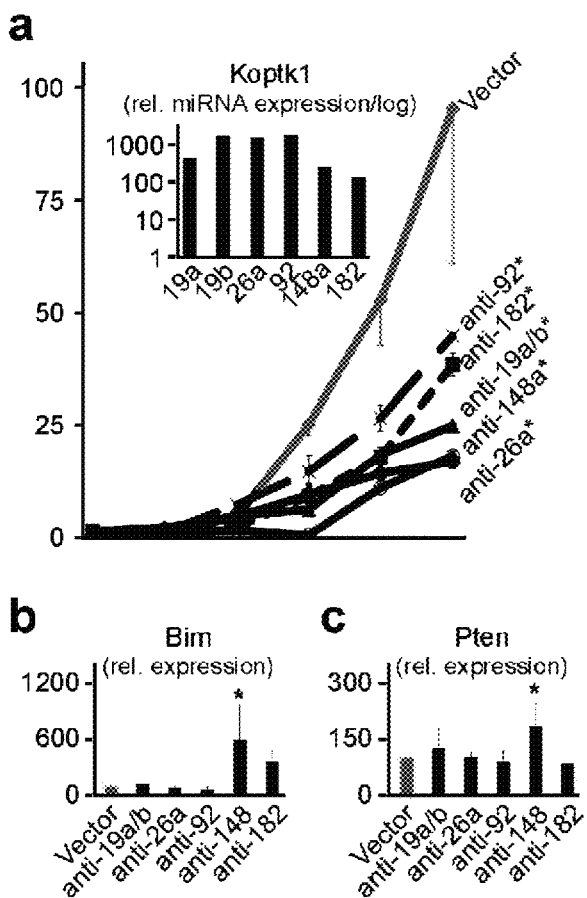 a
Koptk1
(rel. miRNA expression/log)
1000
100
10
1
19a
19b
26a
92
148a
182
100
75
50
25
0
Vector
anti-92*
anti-182*
anti-19a/b*
anti-148a*
anti-26a*
b
Bim
(rel. expression)
1200
600
0
*
Vector
anti-19a/b
anti-26a
anti-92
anti-148
anti-182
c
Pten
(rel. expression)
300
150
0
*
Vector
anti-19a/b
anti-26a
anti-92
anti-148
anti-182